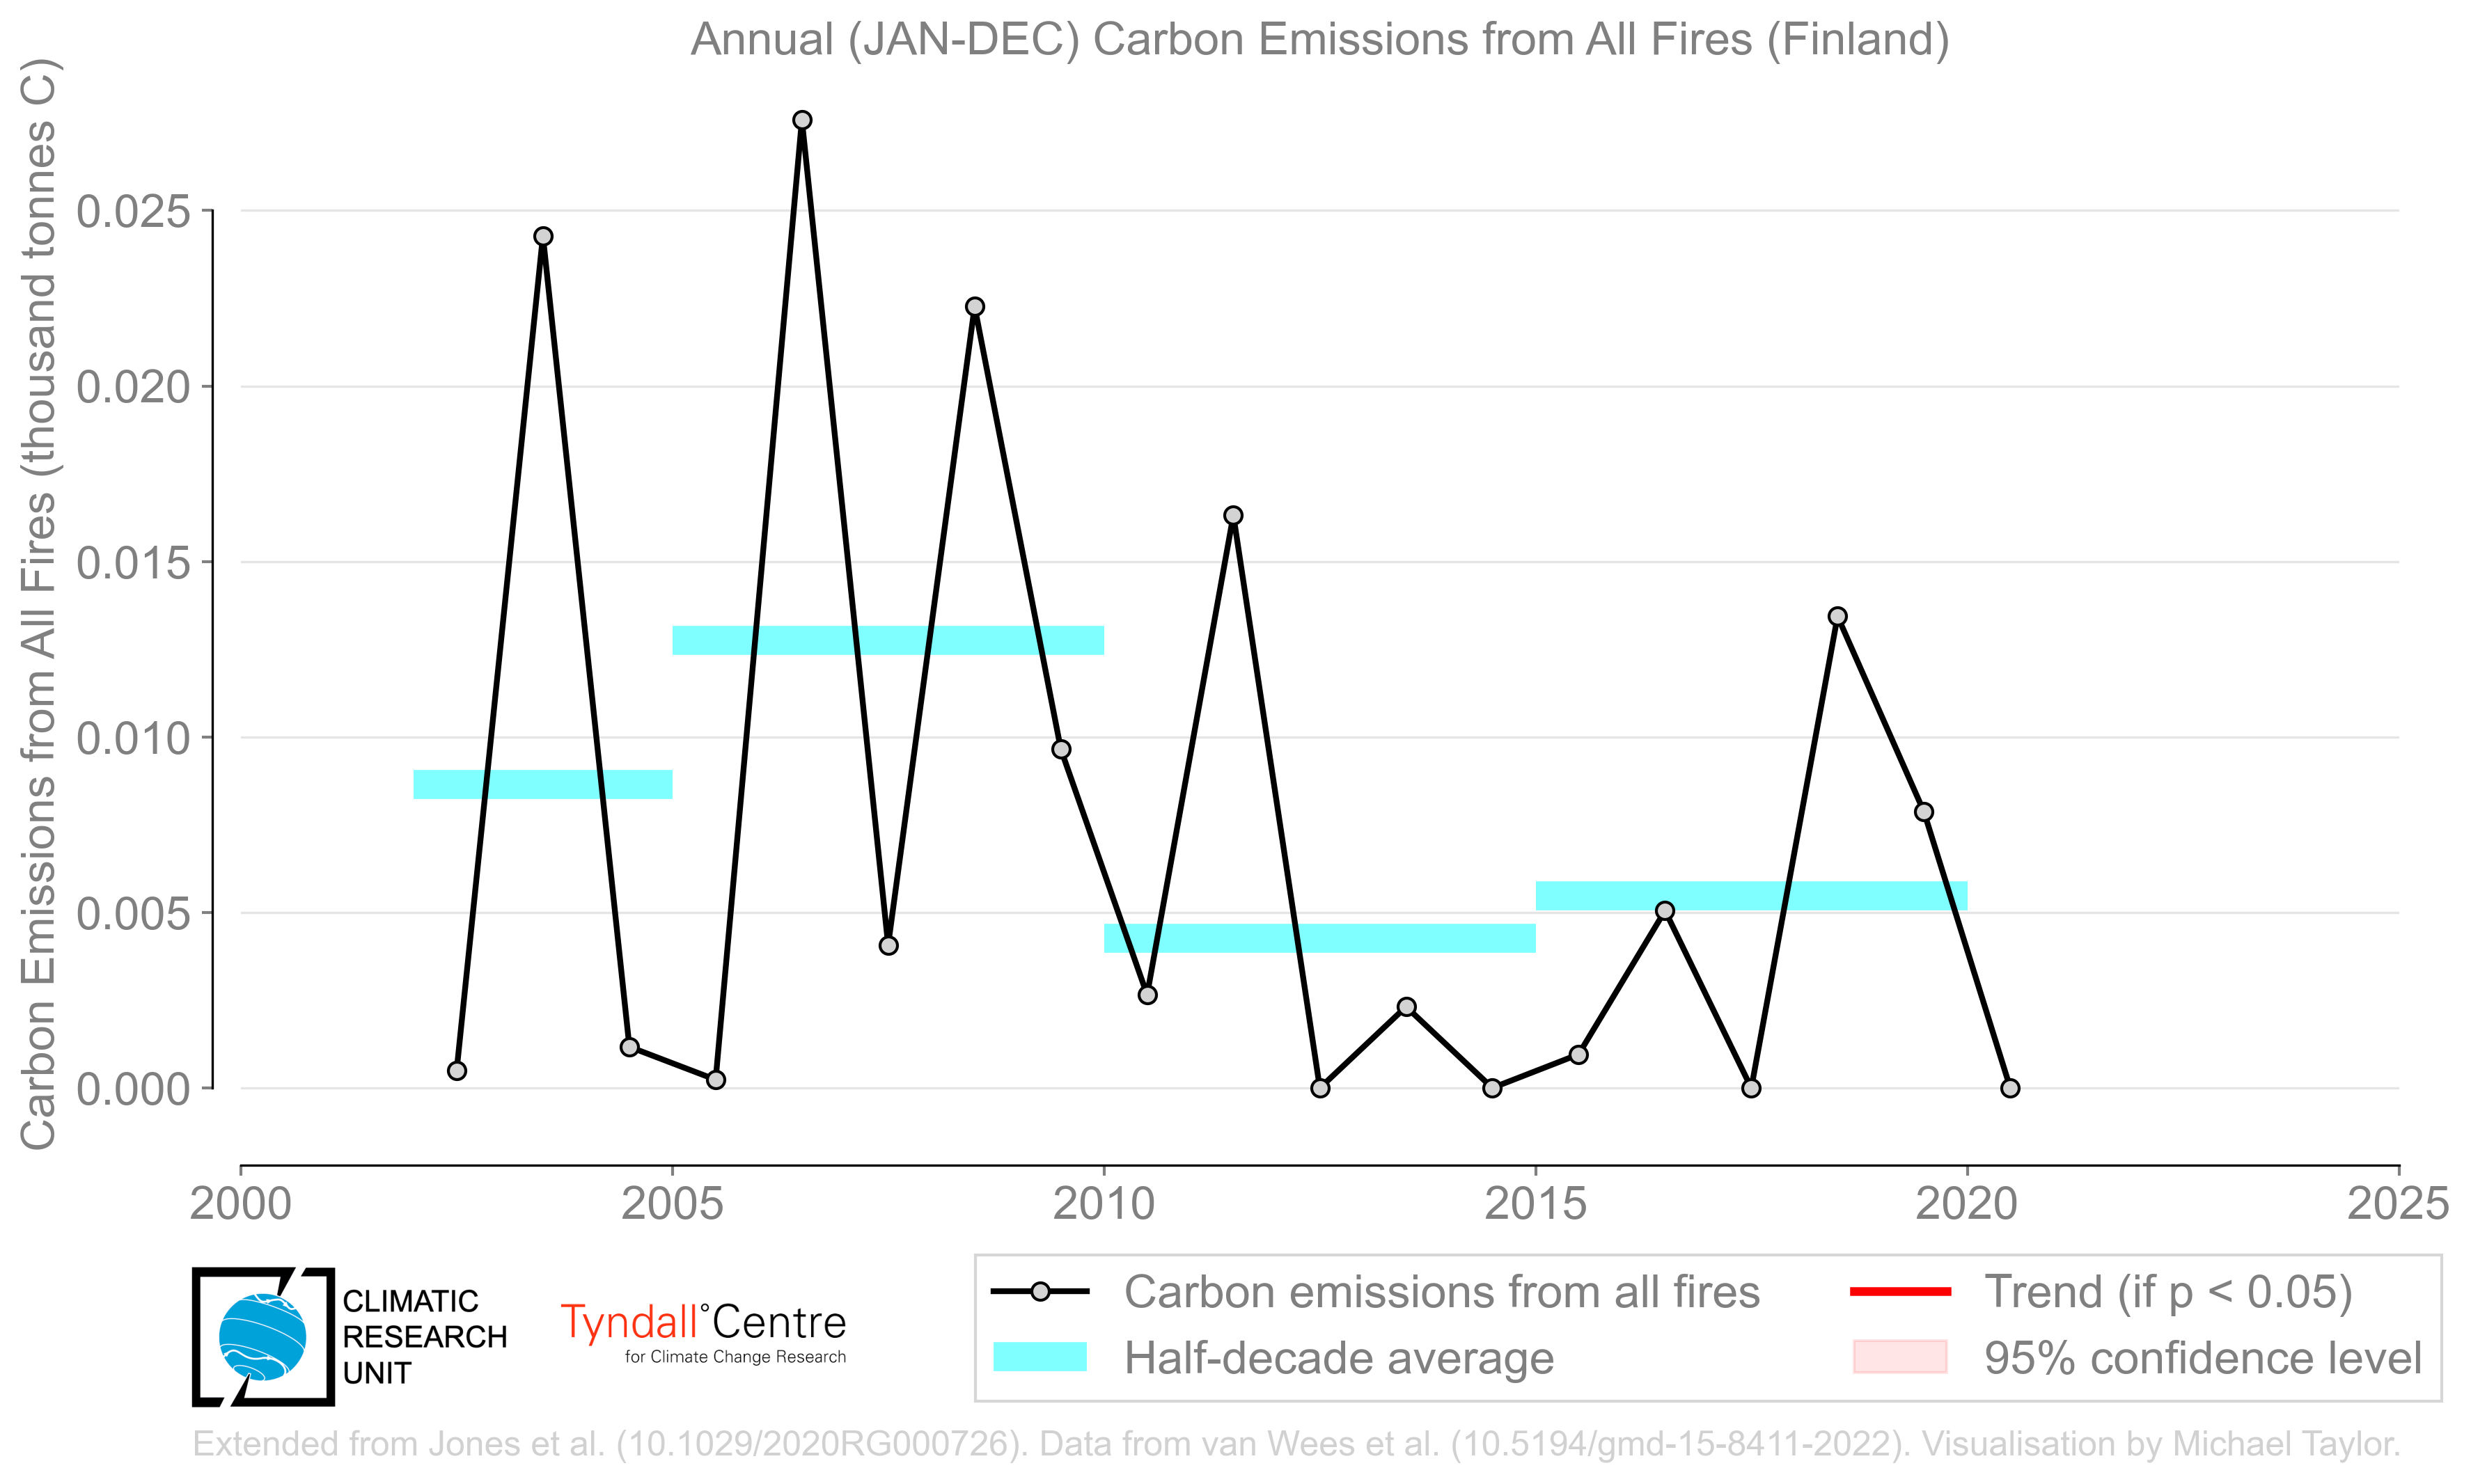 Annual (JAN-DEC) Carbon Emissions from All Fires (Finland)
Carbon Emissions from All Fires (thousand tonnes C)
0.025
0.020
0.015
0.010
0.005
0.000
2000 2005 2010 2015 2020 2025
CLIMATIC
RESEARCH
UNIT
Tyndall°Centre
for Climate Change Research
Carbon emissions from all fires
Half-decade average
Trend (if p < 0.05)
95% confidence level
Extended from Jones et al. (10.1029/2020RG000726). Data from van Wees et al. (10.5194/gmd-15-8411-2022). Visualisation by Michael Taylor.